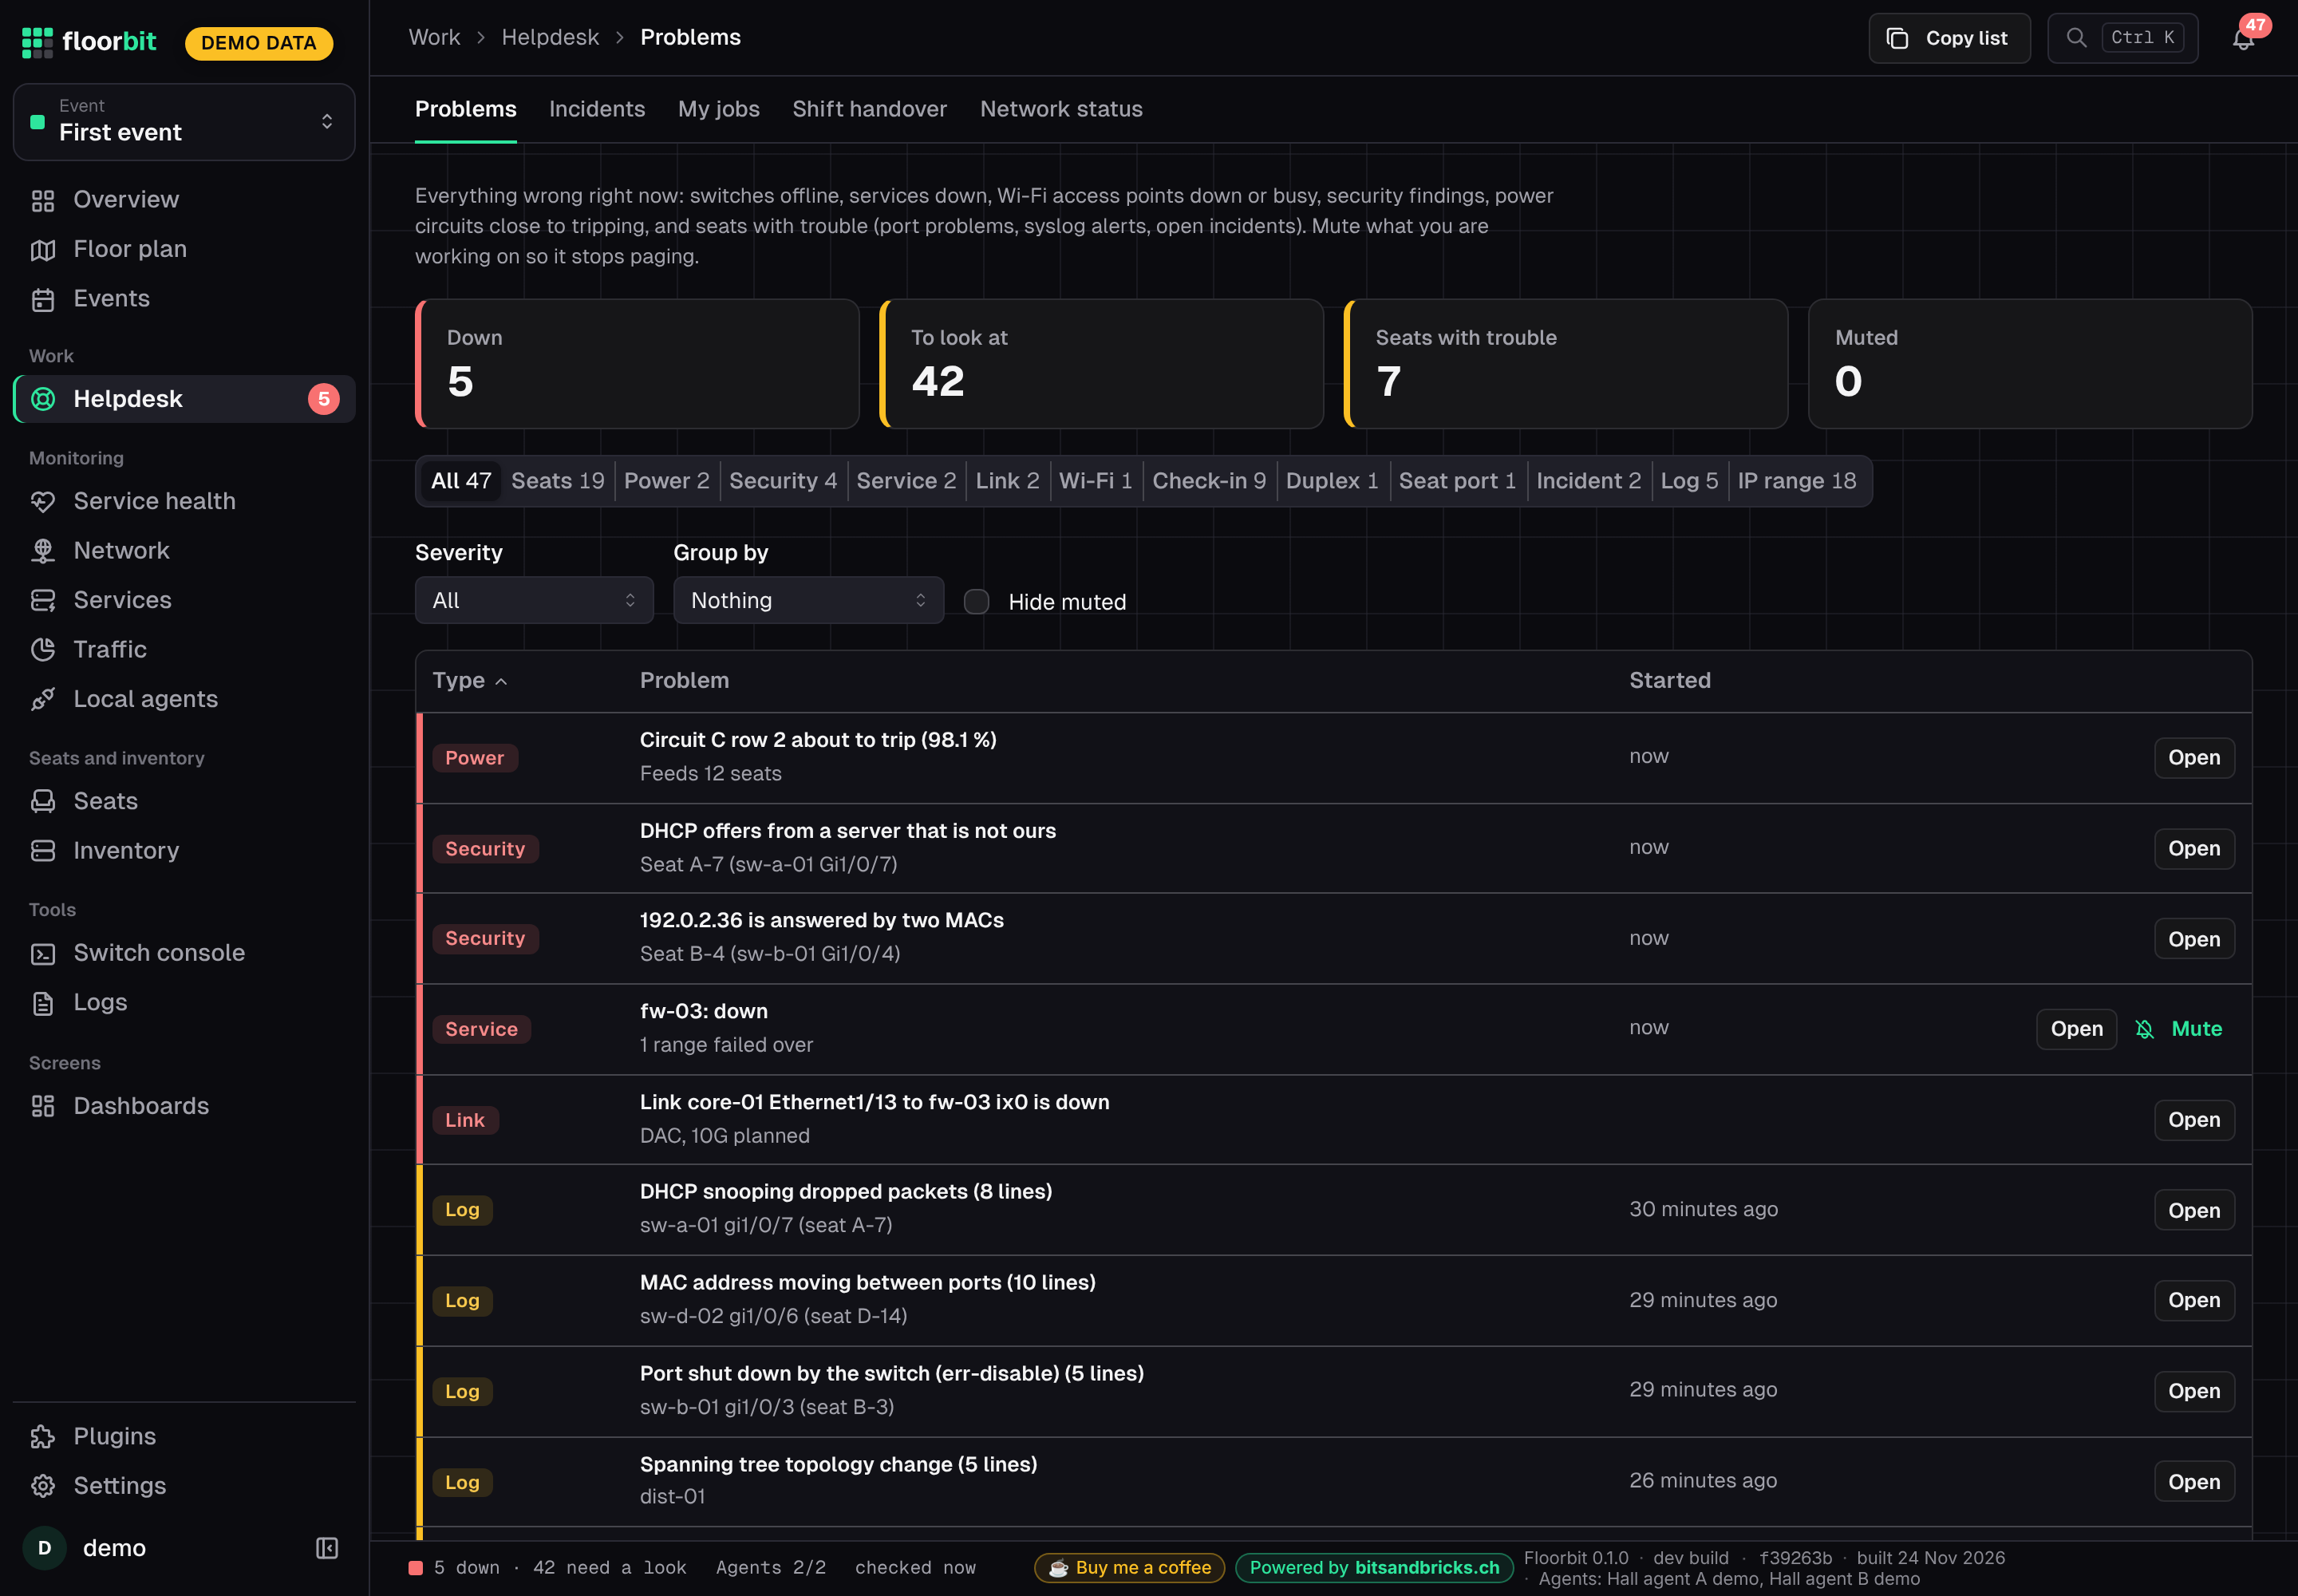 floorbit
DEMO DATA
Event
First event
Overview
Floor plan
Events
Work
Helpdesk
5
Monitoring
Service health
Network
Services
Traffic
Local agents
Seats and inventory
Seats
Inventory
Tools
Switch console
Logs
Screens
Dashboards
Plugins
Settings
D
demo
Work
Helpdesk
Problems
Copy list
Ctrl K
47
Problems
Incidents
My jobs
Shift handover
Network status
Everything wrong right now: switches offline, services down, Wi-Fi access points down or busy, security findings, power
circuits close to tripping, and seats with trouble (port problems, syslog alerts, open incidents). Mute what you are
working on so it stops paging.
Down
5
To look at
42
Seats with trouble
7
Muted
0
All 47
Seats 19
Power 2
Security 4
Service 2
Link 2
Wi-Fi 1
Check-in 9
Duplex 1
Seat port 1
Incident 2
Log 5
IP range 18
Severity
All
Group by
Nothing
Hide muted
Type
Problem
Started
Power
Circuit C row 2 about to trip (98.1 %)
Feeds 12 seats
now
Open
Security
DHCP offers from a server that is not ours
Seat A-7 (sw-a-01 Gi1/0/7)
now
Open
Security
192.0.2.36 is answered by two MACs
Seat B-4 (sw-b-01 Gi1/0/4)
now
Open
Service
fw-03: down
1 range failed over
now
Open
Mute
Link
Link core-01 Ethernet1/13 to fw-03 ix0 is down
DAC, 10G planned
Open
Log
DHCP snooping dropped packets (8 lines)
sw-a-01 gi1/0/7 (seat A-7)
30 minutes ago
Open
Log
MAC address moving between ports (10 lines)
sw-d-02 gi1/0/6 (seat D-14)
29 minutes ago
Open
Log
Port shut down by the switch (err-disable) (5 lines)
sw-b-01 gi1/0/3 (seat B-3)
29 minutes ago
Open
Log
Spanning tree topology change (5 lines)
dist-01
26 minutes ago
Open
5 down · 42 need a look
Agents 2/2
checked now
Buy me a coffee
Powered by bitsandbricks.ch
Floorbit 0.1.0 · dev build · f39263b · built 24 Nov 2026
· Agents: Hall agent A demo, Hall agent B demo